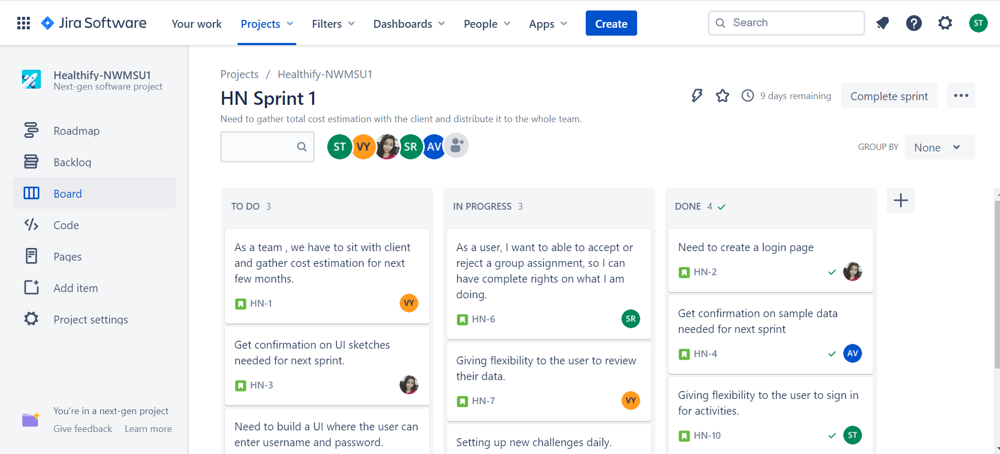 Jira Software
Your work
Projects
Filters
Dashboards
People
Apps
Create
Search
ST
Healthify-NWMSU1
Next-gen software project
Roadmap
Backlog
Board
Code
Pages
Add item
Project settings
You're in a next-gen project
Give feedback Learn more
Projects / Healthify-NWMSU1
HN Sprint 1
9 days remaining
Complete sprint
Need to gather total cost estimation with the client and distribute it to the whole team.
ST VY SR AV
GROUP BY None
TO DO 3
As a team , we have to sit with client
and gather cost estimation for next
few months.
HN-1 VY
Get confirmation on UI sketches
needed for next sprint.
HN-3
Need to build a UI where the user can
enter username and password.
IN PROGRESS 3
As a user, I want to able to accept or
reject a group assignment, so I can
have complete rights on what I am
doing.
HN-6 SR
Giving flexibility to the user to review
their data.
HN-7 VY
Setting up new challenges daily.
DONE 4
Need to create a login page
HN-2
Get confirmation on sample data
needed for next sprint
HN-4 AV
Giving flexibility to the user to sign in
for activities.
HN-10 ST